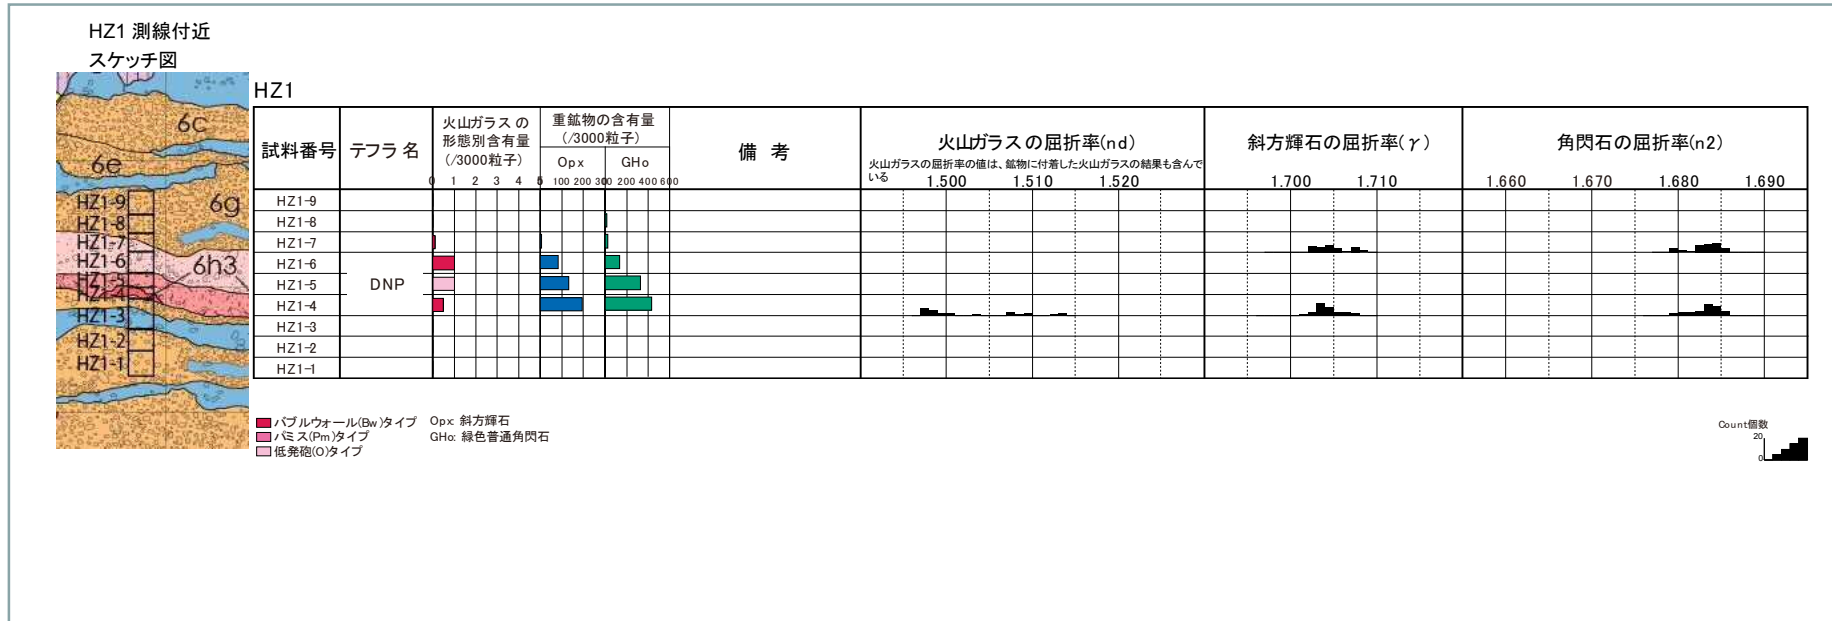 HZ1 測線付近
スケッチ図
6c
6e
6g
6h3
HZ1-9
HZ1-8
HZ1-7
HZ1-6
HZ1-5
HZ1-3
HZ1-2
HZ1-1
HZ1
試料番号
テフラ名
火山ガラスの
形態別含有量
(/3000粒子)
0 1 2 3 4 5
重鉱物の含有量
(/3000粒子)
Opx
GHo
0 100 200 300
0 200 400 600
備 考
火山ガラスの屈折率(nd)
火山ガラスの屈折率の値は、鉱物に付着した火山ガラスの結果も含んで
いる
1.500 1.510 1.520
斜方輝石の屈折率(γ)
1.700 1.710
角閃石の屈折率(n2)
1.660 1.670 1.680 1.690
HZ1-9
HZ1-8
HZ1-7
HZ1-6
HZ1-5
HZ1-4
HZ1-3
HZ1-2
HZ1-1
DNP
バブルウォール(Bw)タイプ
パミス(Pm)タイプ
低発砲(O)タイプ
Opx: 斜方輝石
GHo: 緑色普通角閃石
Count個数
20
0